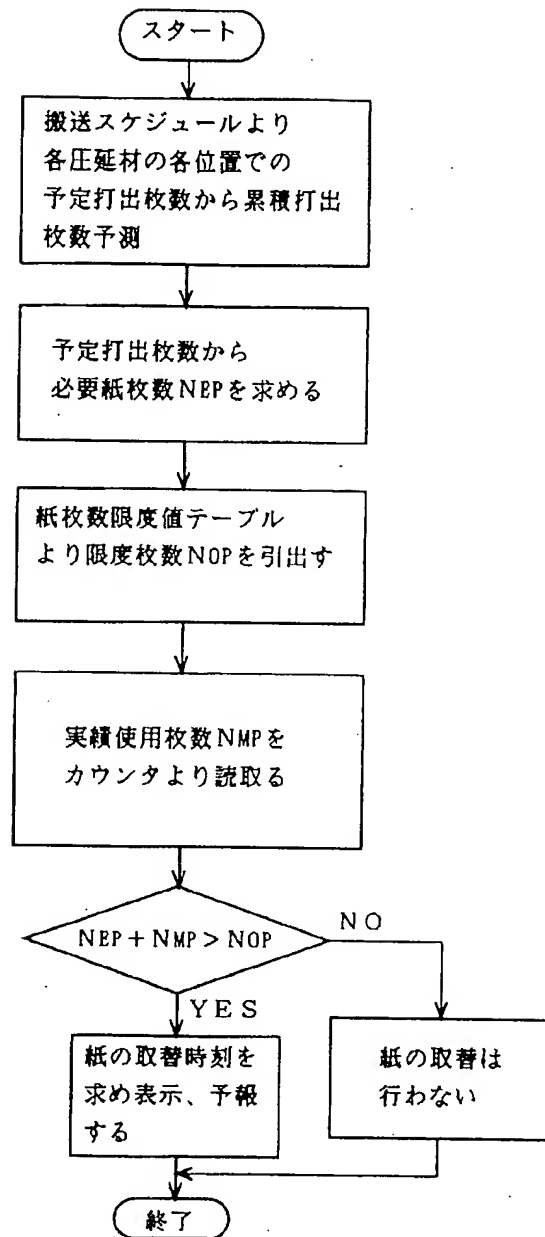 スタート
搬送スケジュールより
各圧延材の各位置での
予定打出枚数から累積打出
枚数予測
予定打出枚数から
必要紙枚数NEPを求める
紙枚数限度値テーブル
より限度枚数NOPを引出す
実績使用枚数NMPを
カウンタより読取る
NEP+NMP>NOP
NO
YES
紙の取替時刻を
求め表示、予報
する
紙の取替は
行わない
終了